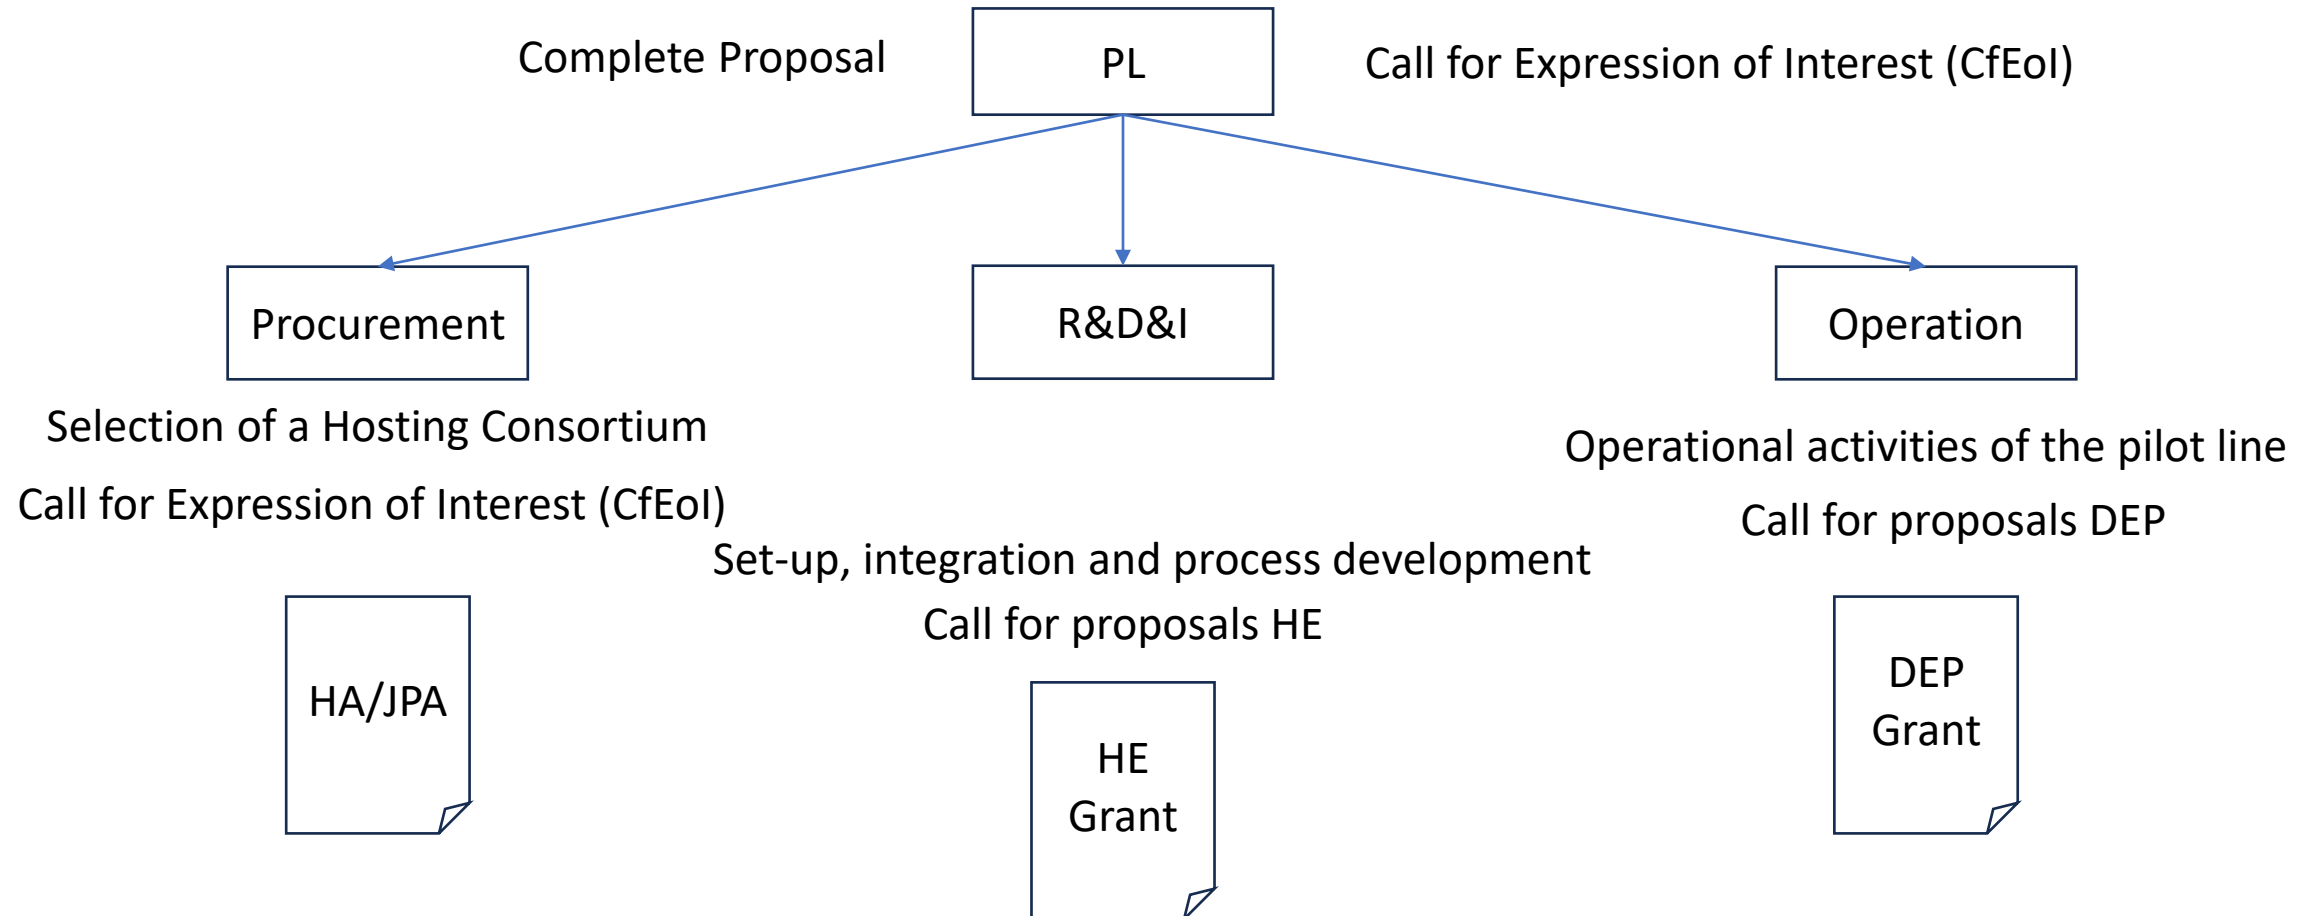 Complete Proposal
PL
Call for Expression of Interest (CfEoI)
Procurement
R&D&I
Operation
Selection of a Hosting Consortium
Call for Expression of Interest (CfEoI)
Set-up, integration and process development
Call for proposals HE
Operational activities of the pilot line
Call for proposals DEP
HA/JPA
HE
Grant
DEP
Grant